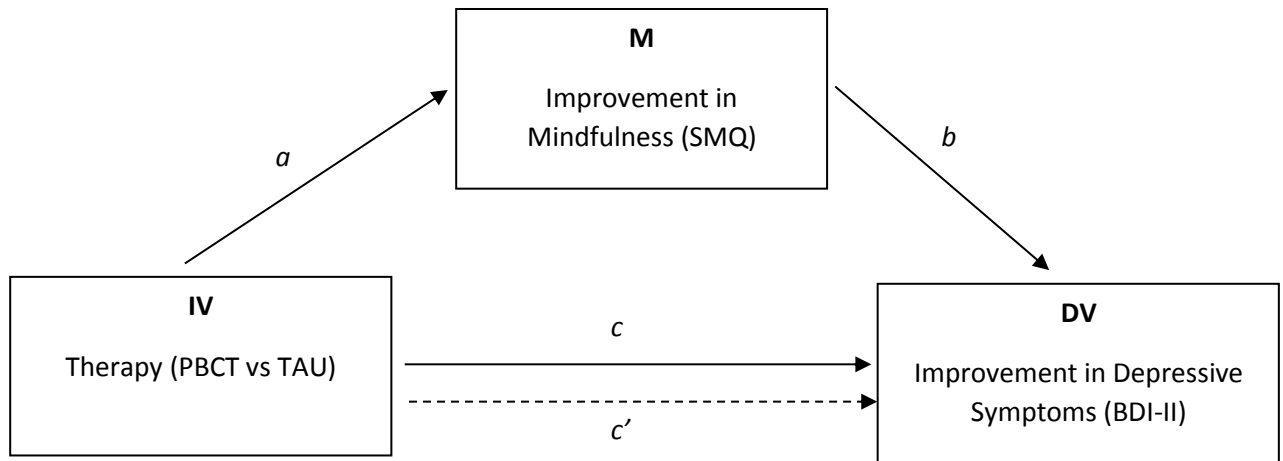 M
Improvement in
Mindfulness (SMQ)
a
b
IV
Therapy (PBCT vs TAU)
c
c’
DV
Improvement in Depressive
Symptoms (BDI-II)